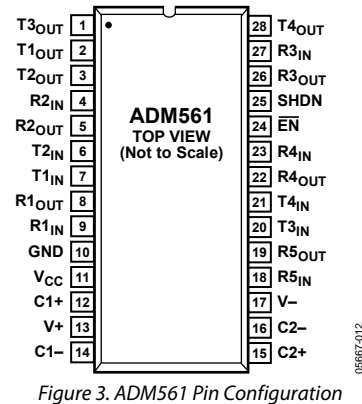 T3OUT 1
T1OUT 2
T2OUT 3
R2IN 4
R2OUT 5
T2IN 6
T1IN 7
R1OUT 8
R1IN 9
GND 10
VCC 11
C1+ 12
V+ 13
C1– 14
ADM561
TOP VIEW
(Not to Scale)
28 T4OUT
27 R3IN
26 R3OUT
25 SHDN
24 E̅N̅
23 R4IN
22 R4OUT
21 T4IN
20 T3IN
19 R5OUT
18 R5IN
17 V–
16 C2–
15 C2+
05667-012
Figure 3. ADM561 Pin Configuration